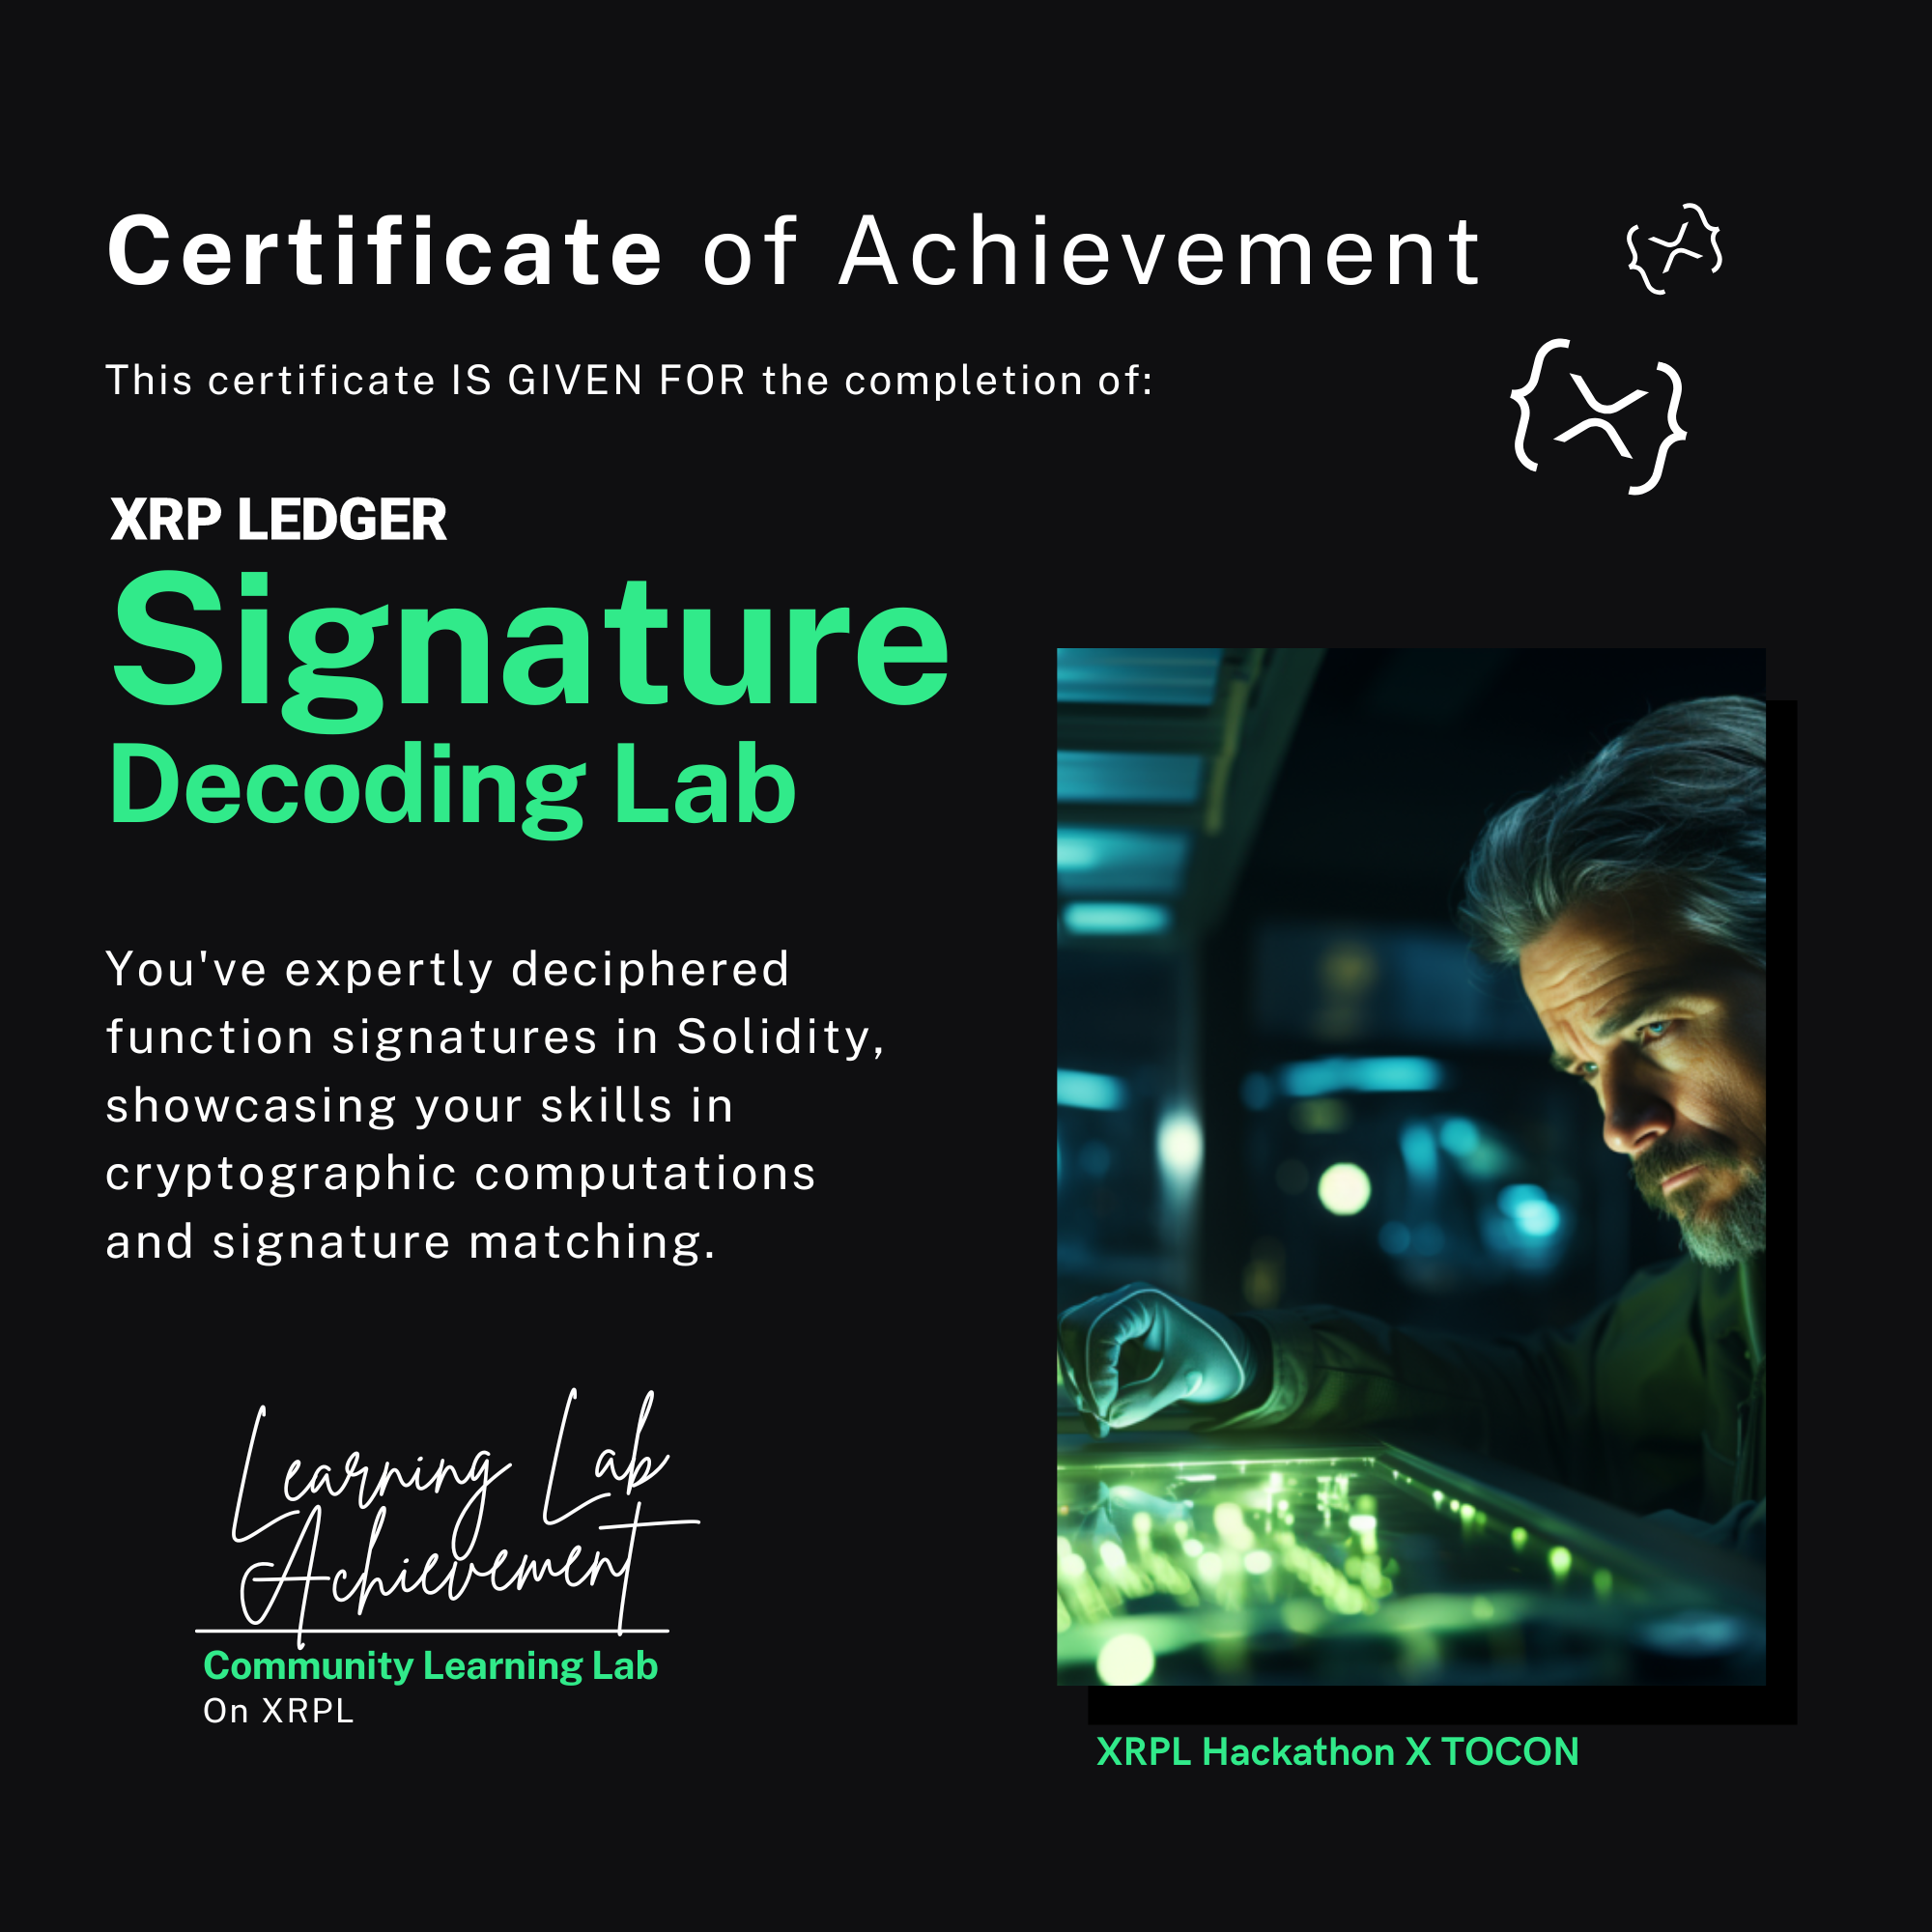 Certificate of Achievement
This certificate IS GIVEN FOR the completion of:
XRP LEDGER
Signature
Decoding Lab
You've expertly deciphered
function signatures in Solidity,
showcasing your skills in
cryptographic computations
and signature matching.
Learning Lab
Achievement
Community Learning Lab
On XRPL
XRPL Hackathon X TOCON